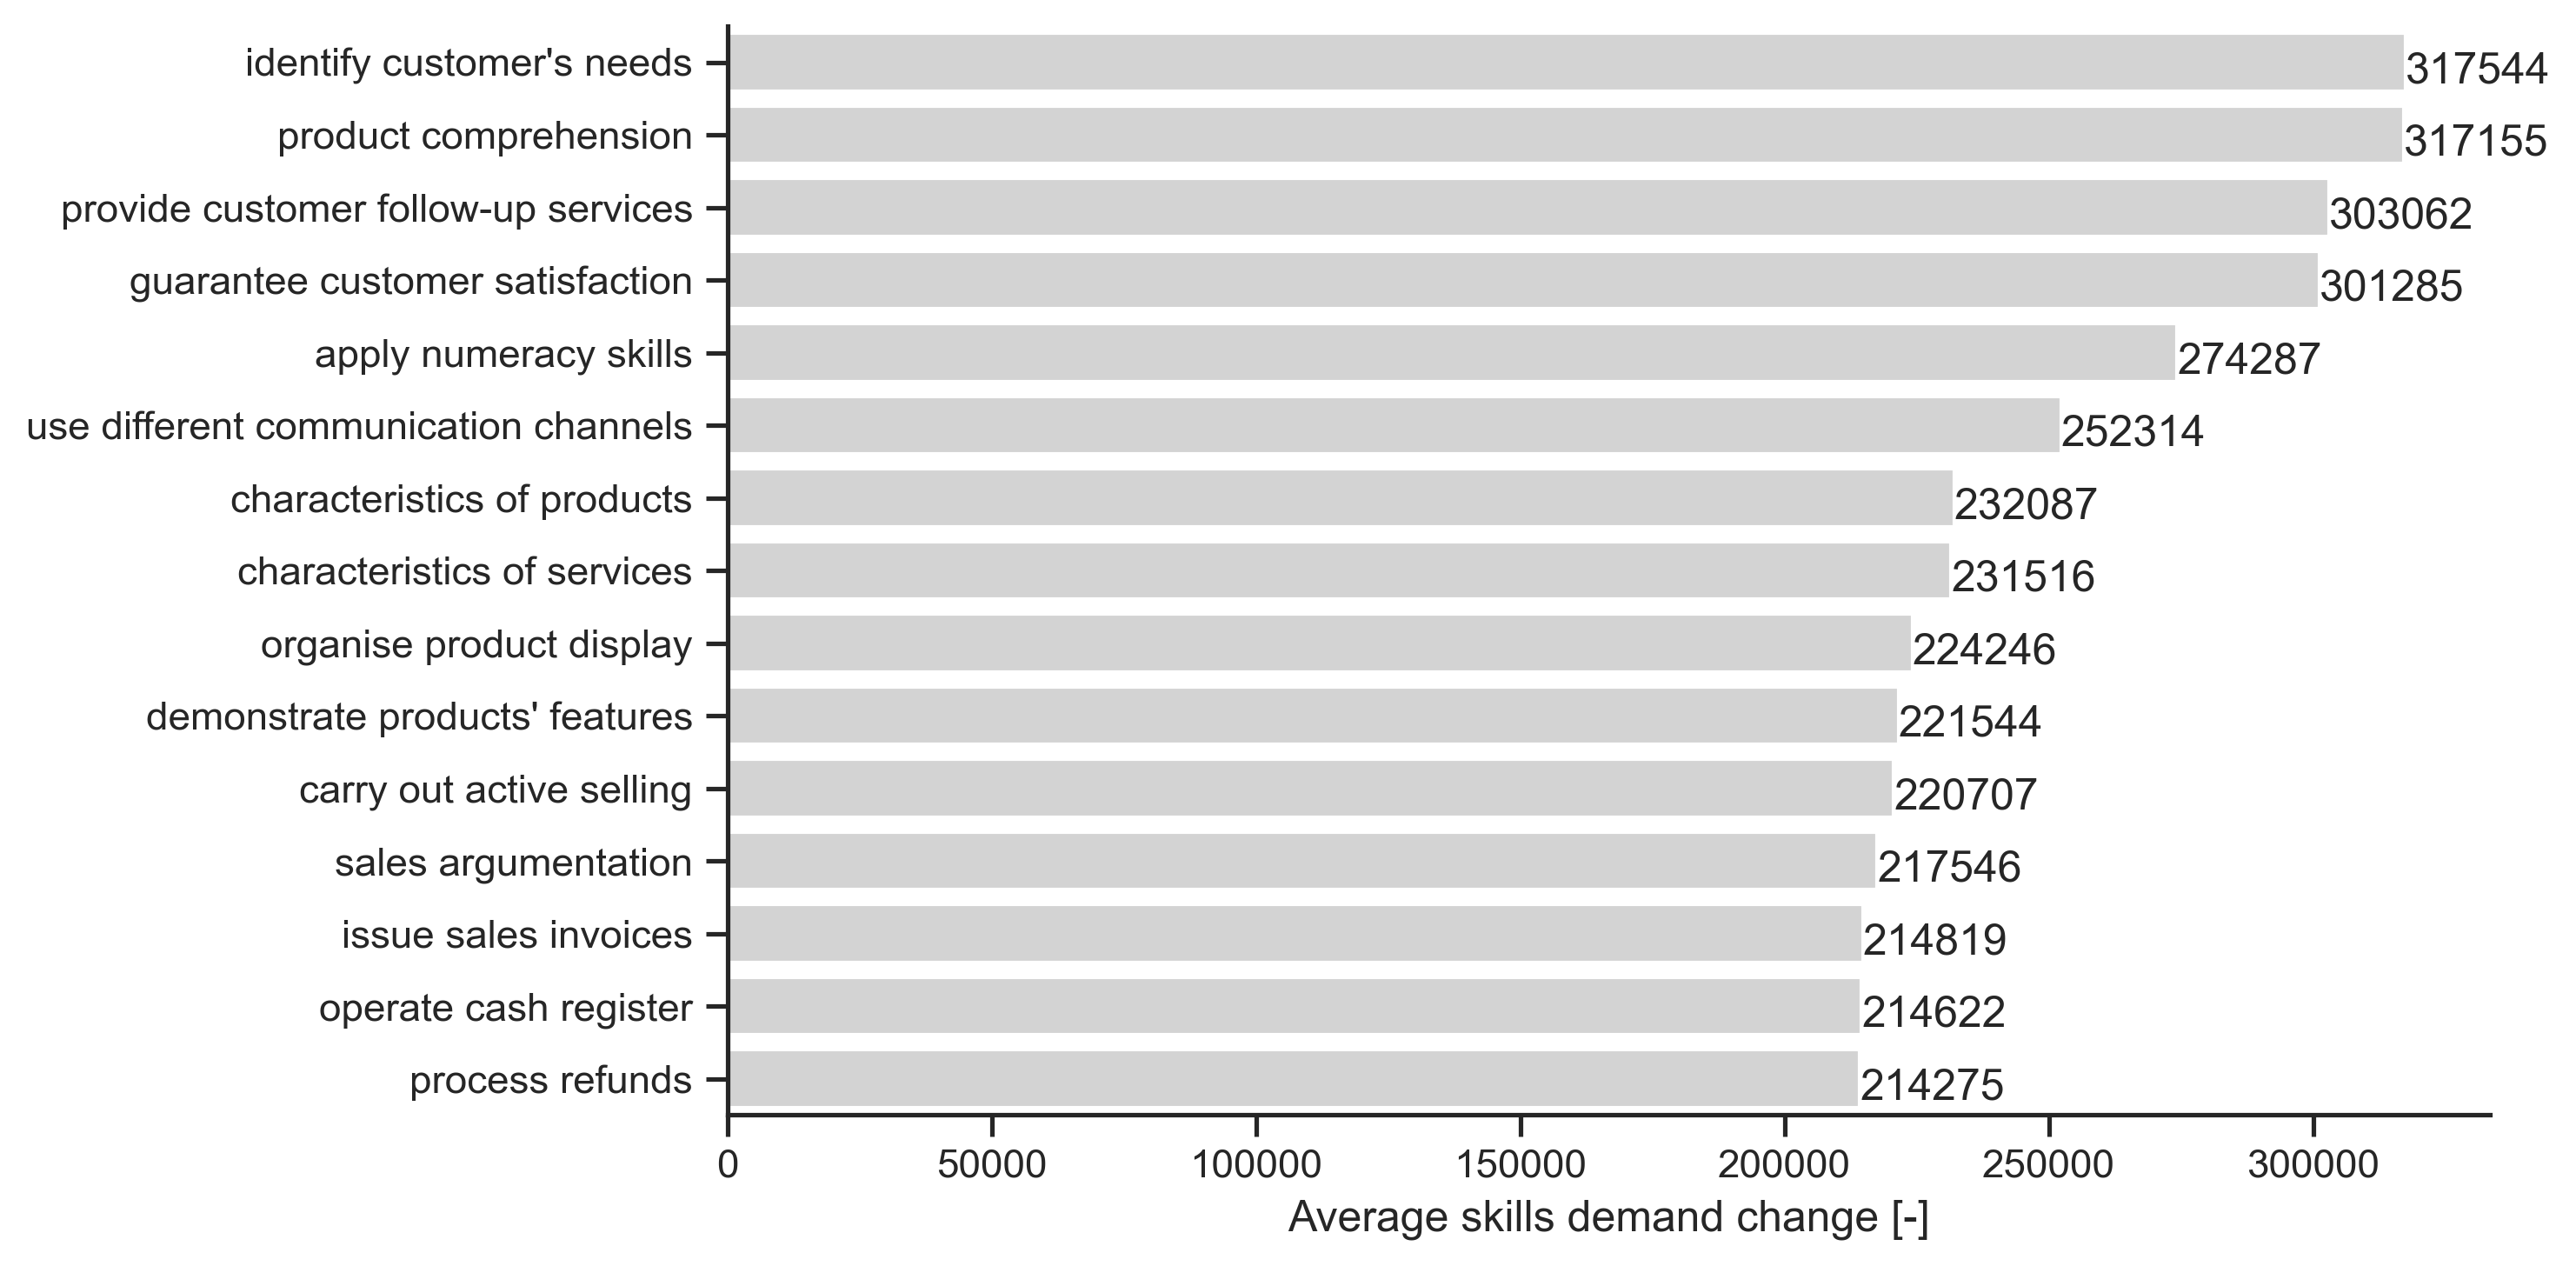 identify customer's needs 317544
product comprehension 317155
provide customer follow-up services 303062
guarantee customer satisfaction 301285
apply numeracy skills 274287
use different communication channels 252314
characteristics of products 232087
characteristics of services 231516
organise product display 224246
demonstrate products' features 221544
carry out active selling 220707
sales argumentation 217546
issue sales invoices 214819
operate cash register 214622
process refunds 214275
0 50000 100000 150000 200000 250000 300000
Average skills demand change [-]